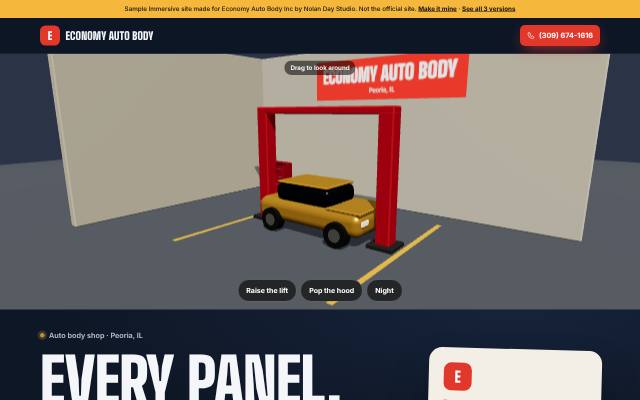 Sample Immersive site made for Economy Auto Body Inc by Nolan Day Studio. Not the official site. Make it mine · See all 3 versions
E ECONOMY AUTO BODY
(309) 674-1616
Drag to look around
ECONOMY AUTO BODY
Peoria, IL
Raise the lift
Pop the hood
Night
Auto body shop · Peoria, IL
EVERY PANEL.
E